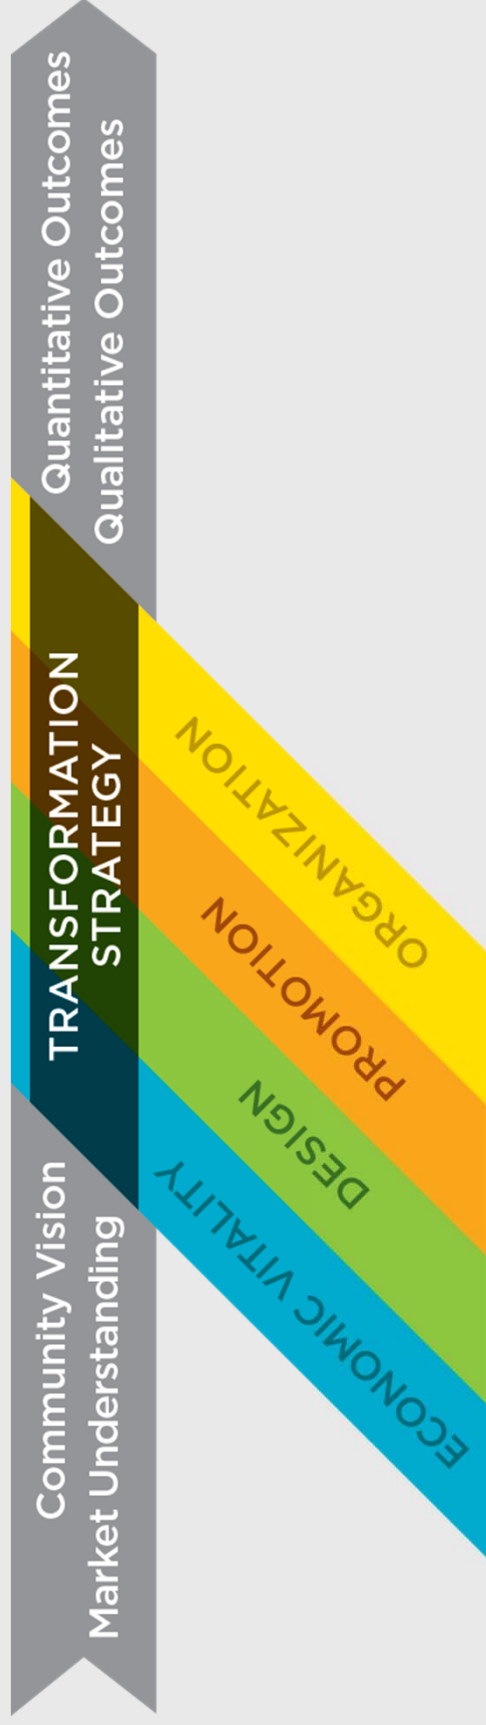 Community Vision
Market Understanding
TRANSFORMATION
STRATEGY
Quantitative Outcomes
Qualitative Outcomes
ECONOMIC VITALITY
DESIGN
PROMOTION
ORGANIZATION